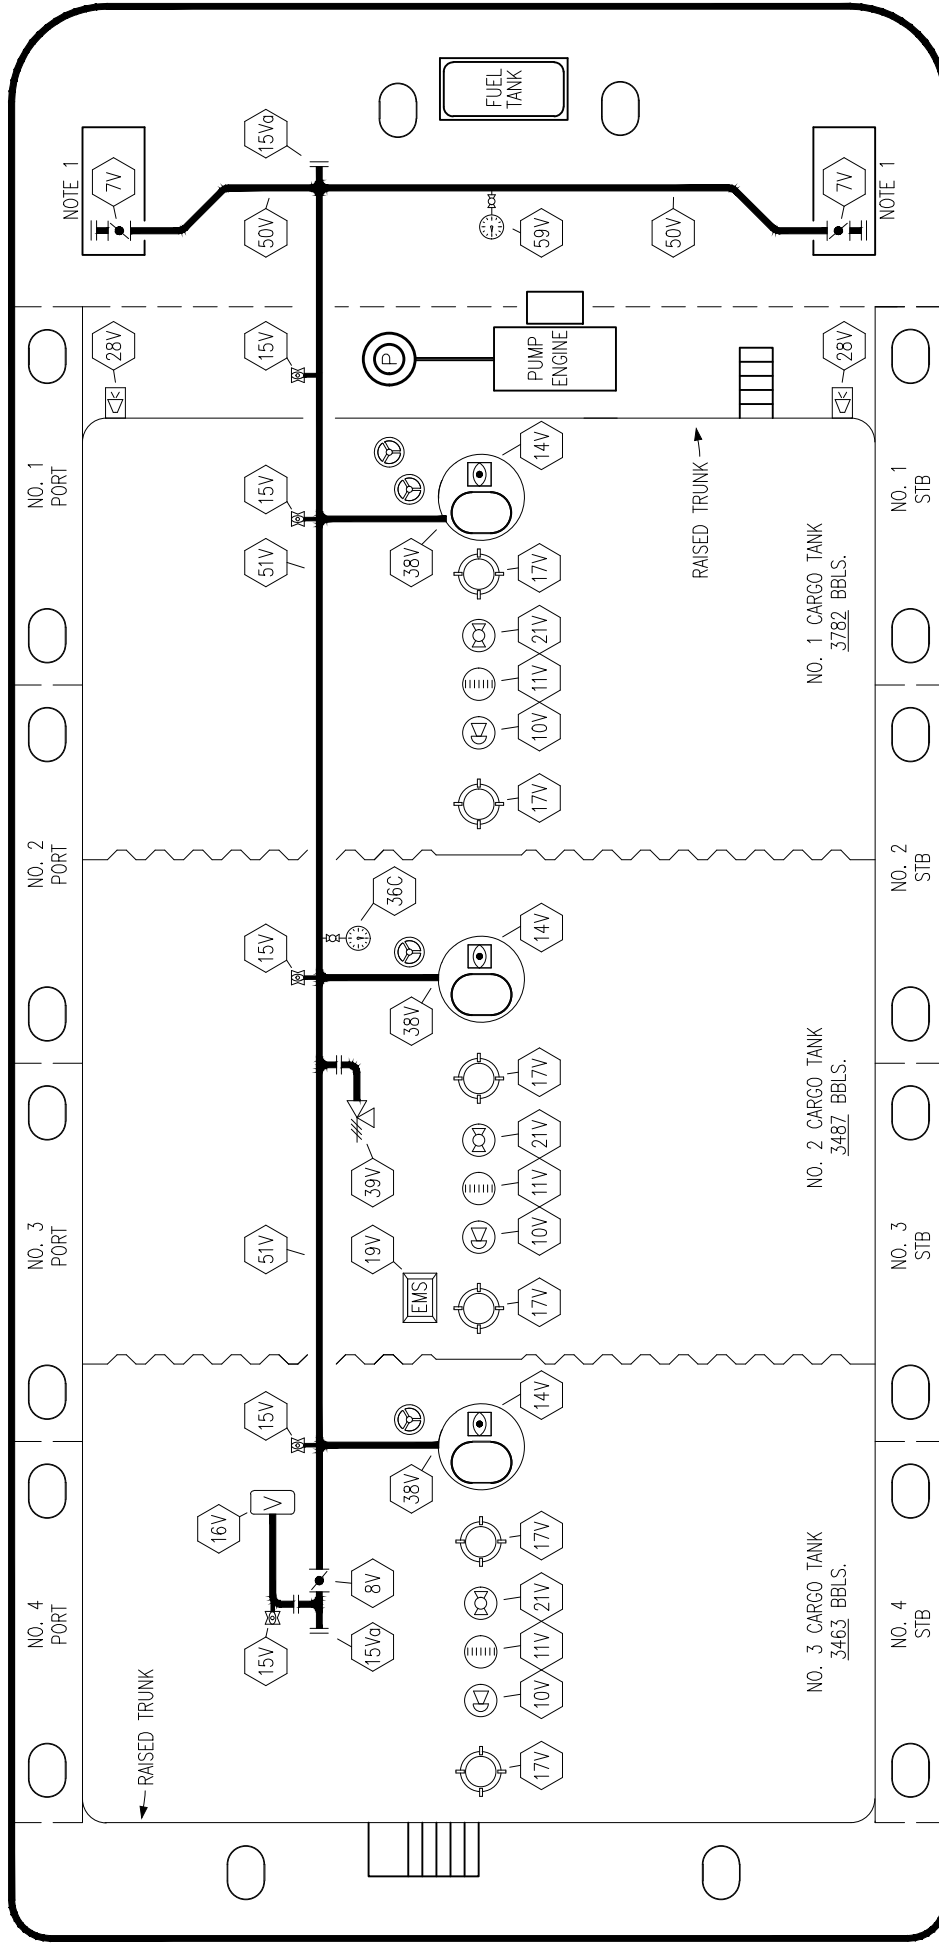 NO. 4
PORT
NO. 3
PORT
NO. 2
PORT
NO. 1
PORT
NOTE 1
RAISED TRUNK
28V
7V
16V
15V
15V
51V
15V
51V
15V
15V
50V
15Va
V
15Va
8V
39V
19V
36C
P
38V
38V
38V
EMS
FUEL
TANK
17V
10V
11V
21V
17V
14V
17V
10V
11V
21V
17V
14V
17V
10V
11V
21V
17V
14V
PUMP
ENGINE
59V
50V
RAISED TRUNK
NO. 3 CARGO TANK
3463 BBLS.
NO. 2 CARGO TANK
3487 BBLS.
NO. 1 CARGO TANK
3782 BBLS.
28V
7V
NOTE 1
NO. 4
STB
NO. 3
STB
NO. 2
STB
NO. 1
STB